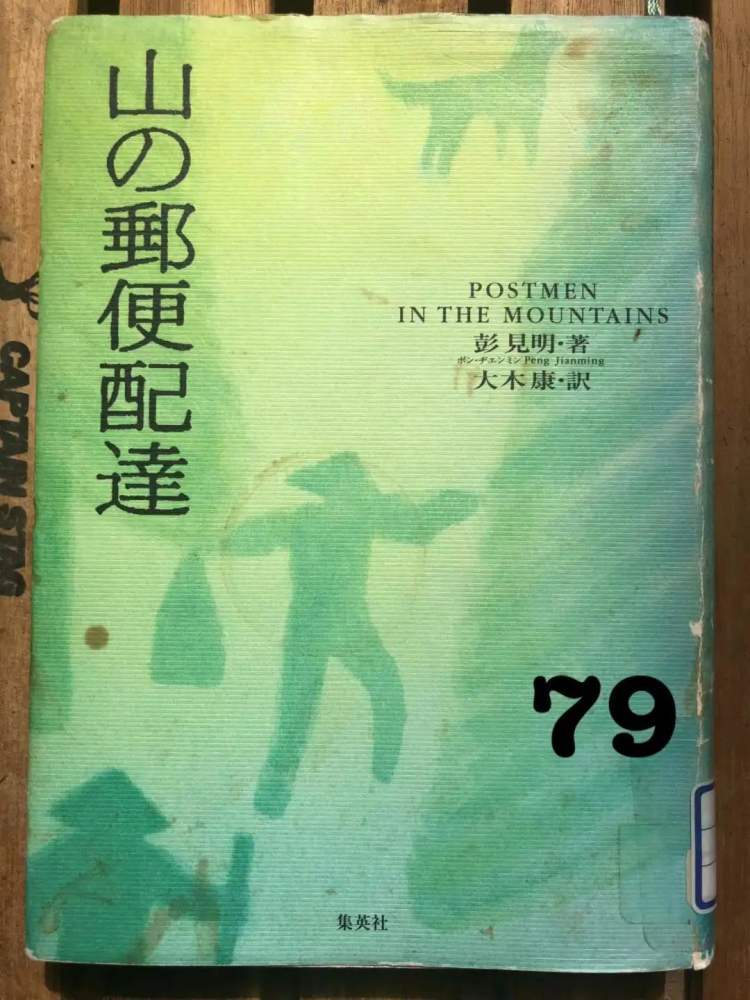 山の郵便配達
POSTMEN
IN THE MOUNTAINS
彭見明・著
ポン・ヂエンミン Peng Jianming
大木 康・訳
79
集英社
CAPTAIN STAG